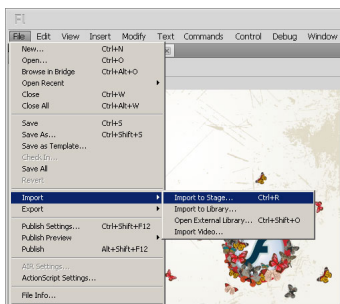 Fl
File Edit View Insert Modify Text Commands Control Debug Window
New... Ctrl+N
Open... Ctrl+O
Browse in Bridge Ctrl+Alt+O
Open Recent
Close Ctrl+W
Close All Ctrl+Alt+W
Save Ctrl+S
Save As... Ctrl+Shift+S
Save as Template...
Check In...
Save All
Revert
Import
Import to Stage... Ctrl+R
Export
Import to Library...
Open External Library... Ctrl+Shift+O
Publish Settings... Ctrl+Shift+F12
Import Video...
Publish Preview
Publish Alt+Shift+F12
AIR Settings...
ActionScript Settings...
File Info...